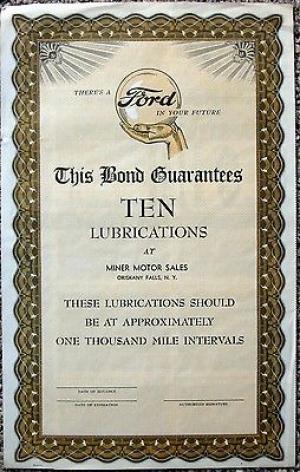 THERE'S A
Ford
IN YOUR FUTURE
This Bond Guarantees
TEN
LUBRICATIONS
AT
MINER MOTOR SALES
ORISKANY FALLS, N. Y.
THESE LUBRICATIONS SHOULD
BE AT APPROXIMATELY
ONE THOUSAND MILE INTERVALS
DATE OF ISSUANCE
DATE OF EXPIRATION
AUTHORIZED SIGNATURE